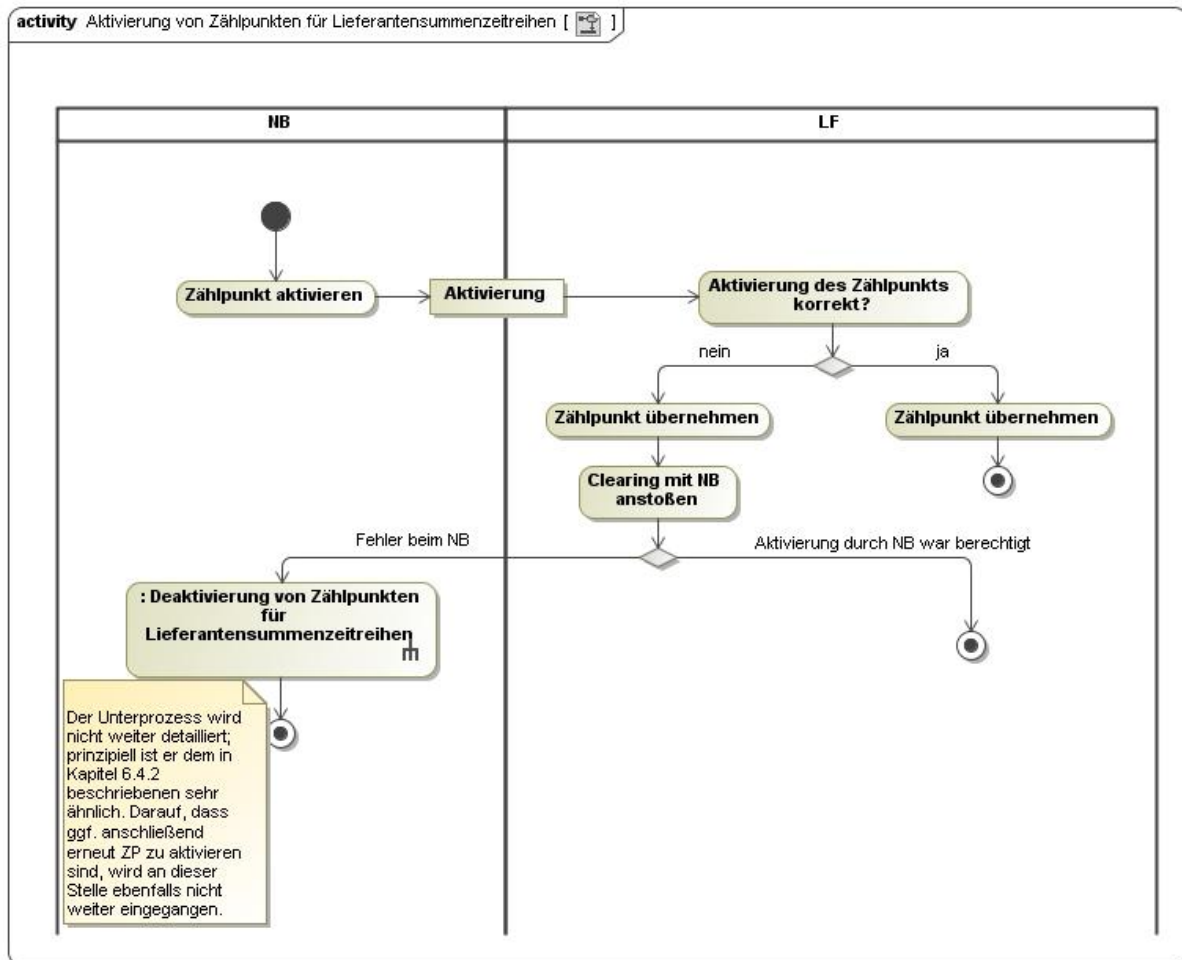 activity Aktivierung von Zählpunkten für Lieferantensummenzeitreihen [ ]
NB
LF
Zählpunkt aktivieren
Aktivierung
Aktivierung des Zählpunkts
korrekt?
nein
ja
Zählpunkt übernehmen
Zählpunkt übernehmen
Clearing mit NB
anstoßen
Fehler beim NB
Aktivierung durch NB war berechtigt
: Deaktivierung von Zählpunkten
für
Lieferantensummenzeitreihen
Der Unterprozess wird
nicht weiter detailliert;
prinzipiell ist er dem in
Kapitel 6.4.2
beschriebenen sehr
ähnlich. Darauf, dass
ggf. anschließend
erneut ZP zu aktivieren
sind, wird an dieser
Stelle ebenfalls nicht
weiter eingegangen.